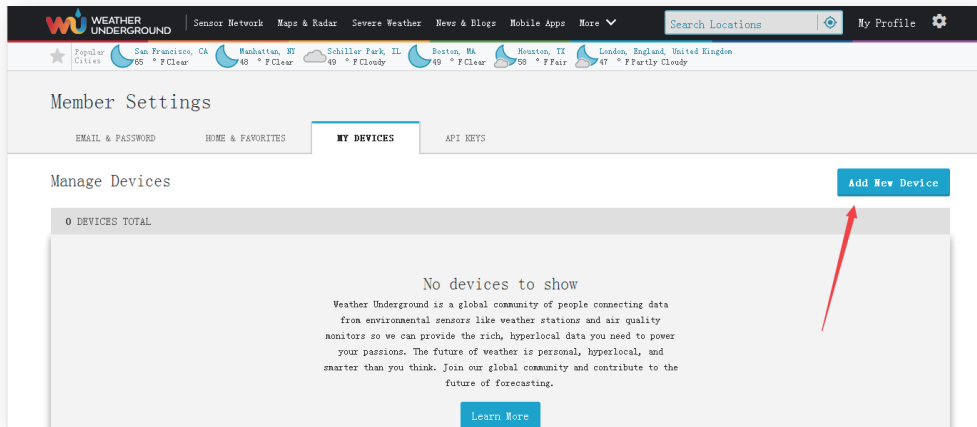 WEATHER UNDERGROUND Sensor Network Maps & Radar Severe Weather News & Blogs Mobile Apps More Search Locations My Profile
Popular Cities
San Francisco, CA
65 ° F Clear
Manhattan, NY
48 ° F Clear
Schiller Park, IL
49 ° F Cloudy
Boston, MA
49 ° F Clear
Houston, TX
58 ° F Fair
London, England, United Kingdom
47 ° F Partly Cloudy
Member Settings
EMAIL & PASSWORD HOME & FAVORITES MY DEVICES API KEYS
Manage Devices
Add New Device
0 DEVICES TOTAL
No devices to show
Weather Underground is a global community of people connecting data
from environmental sensors like weather stations and air quality
monitors so we can provide the rich, hyperlocal data you need to power
your passions. The future of weather is personal, hyperlocal, and
smarter than you think. Join our global community and contribute to the
future of forecasting.
Learn More